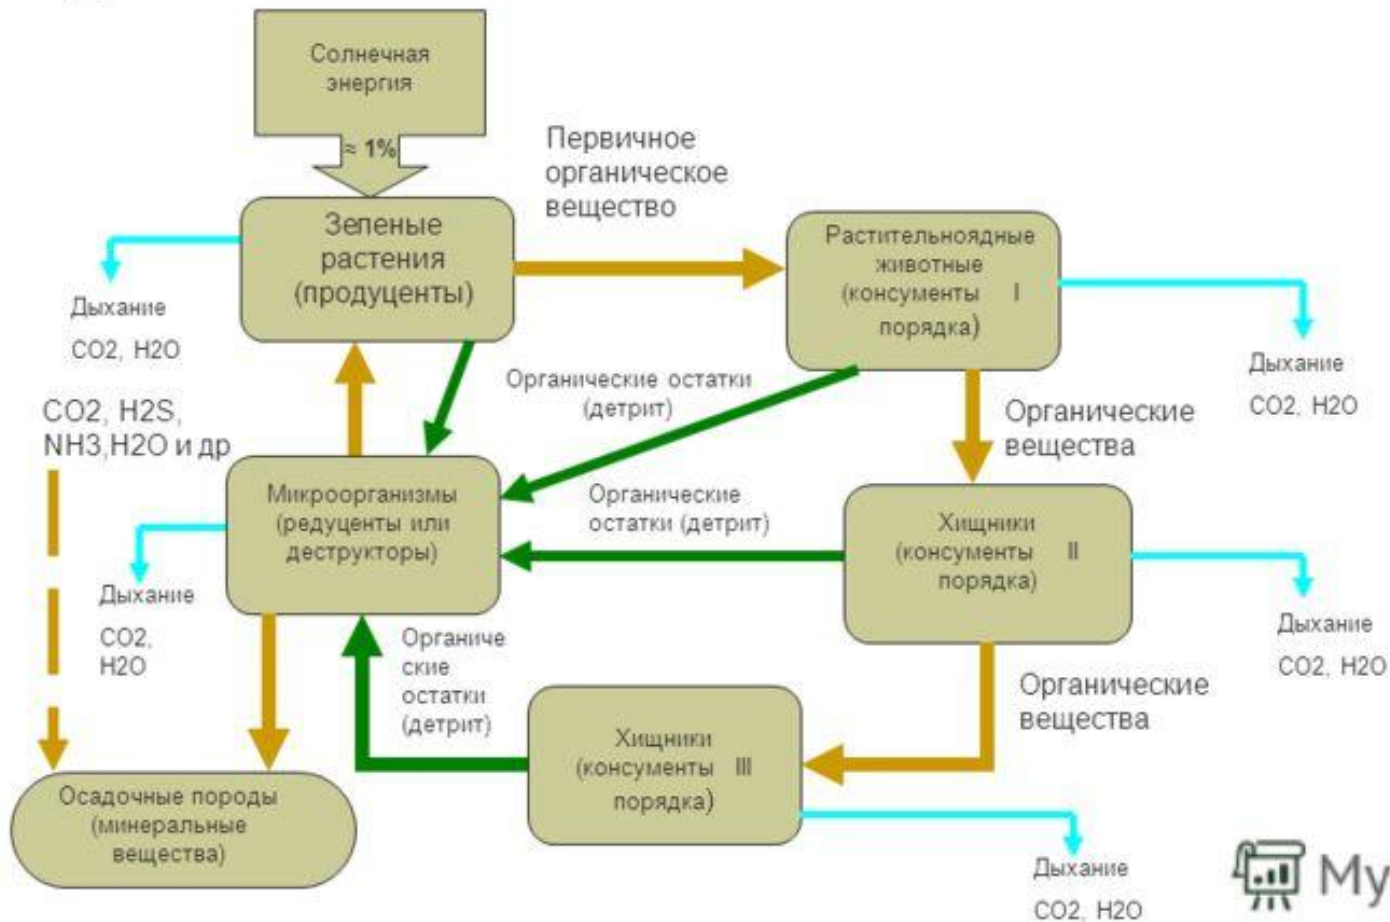 Солнечная
энергия
≈ 1%
Первичное
органическое
вещество
Зеленые
растения
(продуценты)
Растительноядные
животные
(консументы I
порядка)
Дыхание
CO2, H2O
Дыхание
CO2, H2O
CO2, H2S,
NH3,H2O и др
Органические остатки
(детрит)
Органические
вещества
Микроорганизмы
(редуценты или
деструкторы)
Органические
остатки (детрит)
Хищники
(консументы II
порядка)
Дыхание
CO2,
H2O
Дыхание
CO2, H2O
Органиче
ские
остатки
(детрит)
Органические
вещества
Хищники
(консументы III
порядка)
Осадочные породы
(минеральные
вещества)
Дыхание
CO2, H2O
My